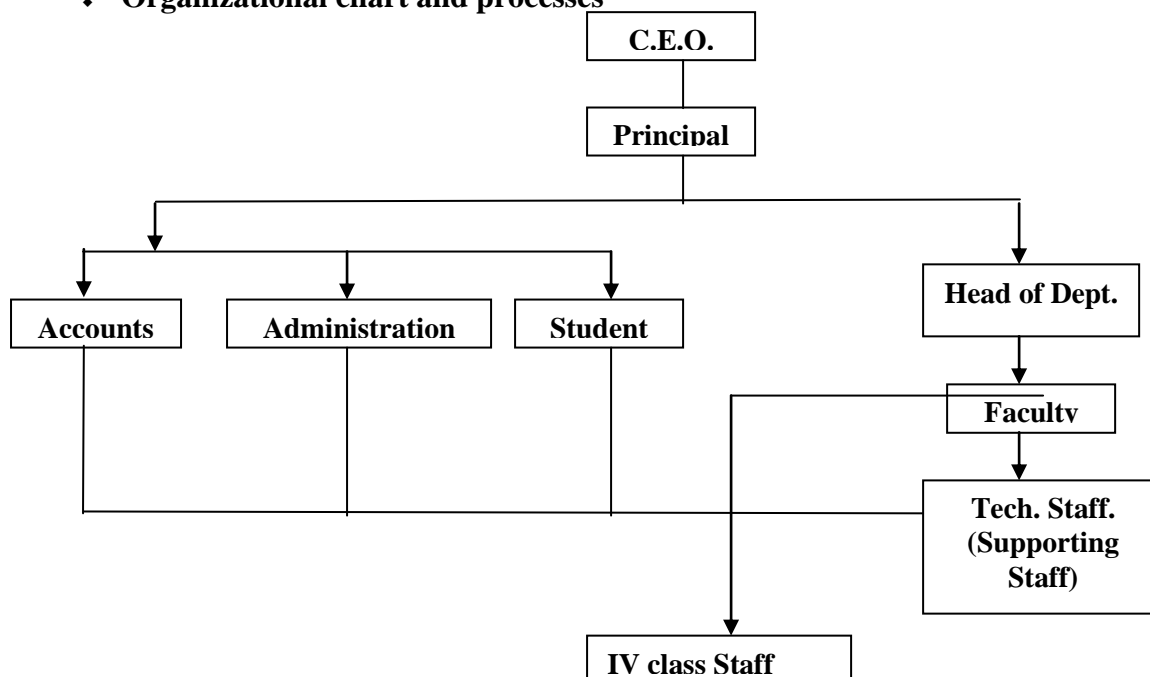 Organizational chart and processes
C.E.O.
Principal
Accounts
Administration
Student
Head of Dept.
Faculty
Tech. Staff.
(Supporting
Staff)
IV class Staff